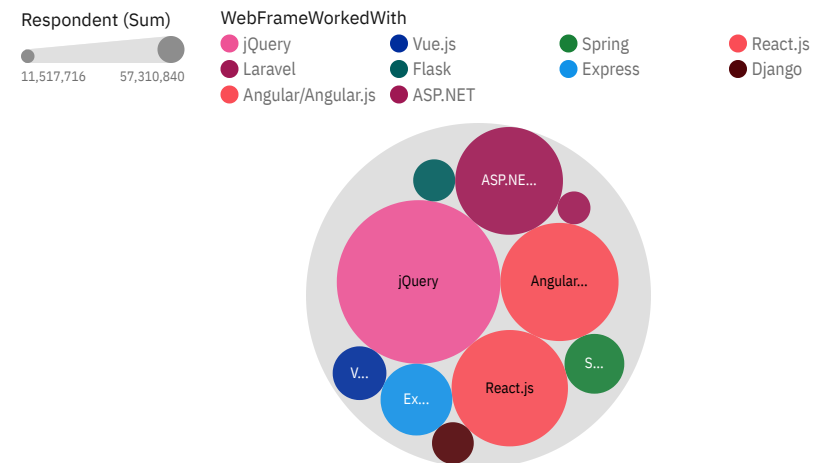 Respondent (Sum)
11,517,716 57,310,840
WebFrameWorkedWith
jQuery Vue.js Spring React.js
Laravel Flask Express Django
Angular/Angular.js ASP.NET
ASP.NE...
jQuery
Angular...
V...
Ex...
React.js
S...